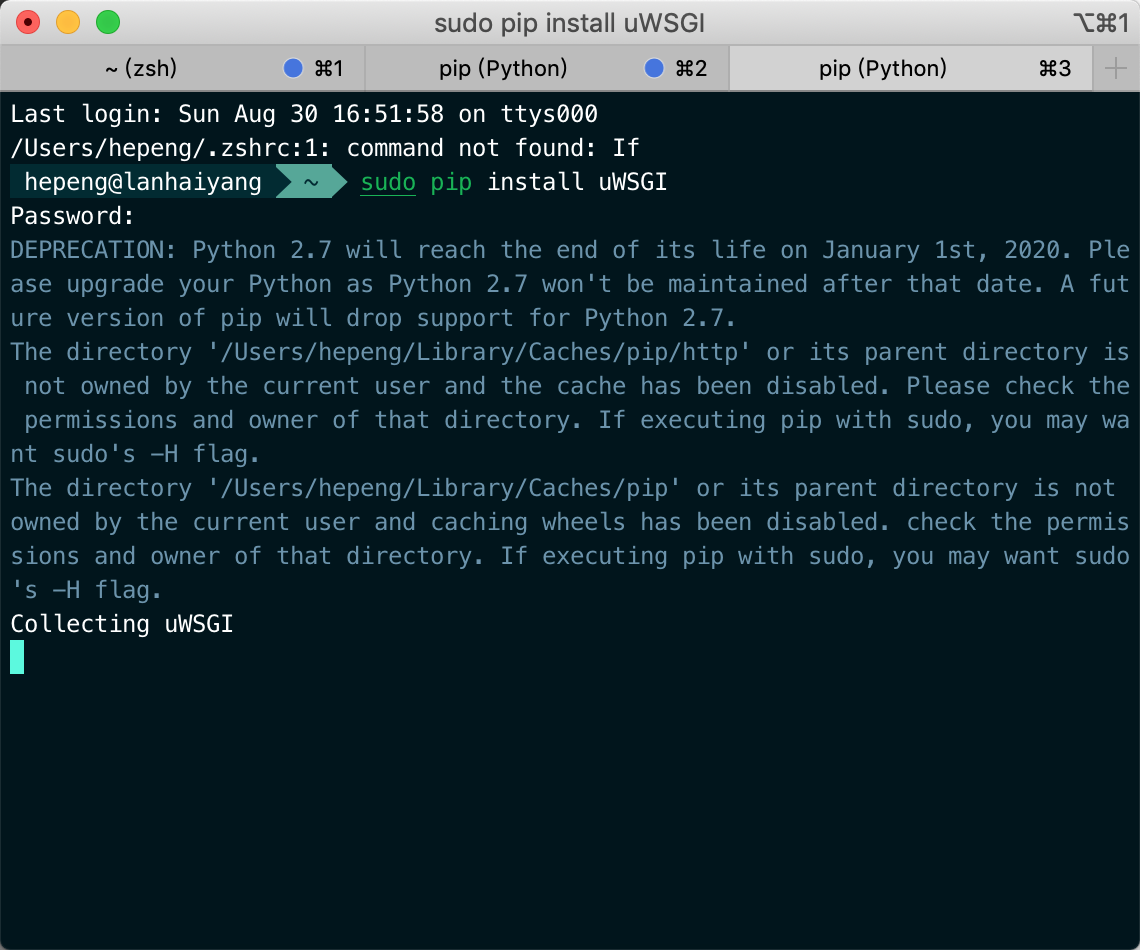 sudo pip install uWSGI
⌥⌘1
~ (zsh)
⌘1
pip (Python)
⌘2
pip (Python)
⌘3
Last login: Sun Aug 30 16:51:58 on ttys000
/Users/hepeng/.zshrc:1: command not found: If
hepeng@lanhaiyang ~ sudo pip install uWSGI
Password:
DEPRECATION: Python 2.7 will reach the end of its life on January 1st, 2020. Ple
ase upgrade your Python as Python 2.7 won't be maintained after that date. A fut
ure version of pip will drop support for Python 2.7.
The directory '/Users/hepeng/Library/Caches/pip/http' or its parent directory is
 not owned by the current user and the cache has been disabled. Please check the
 permissions and owner of that directory. If executing pip with sudo, you may wa
nt sudo's -H flag.
The directory '/Users/hepeng/Library/Caches/pip' or its parent directory is not
owned by the current user and caching wheels has been disabled. check the permis
sions and owner of that directory. If executing pip with sudo, you may want sudo
's -H flag.
Collecting uWSGI